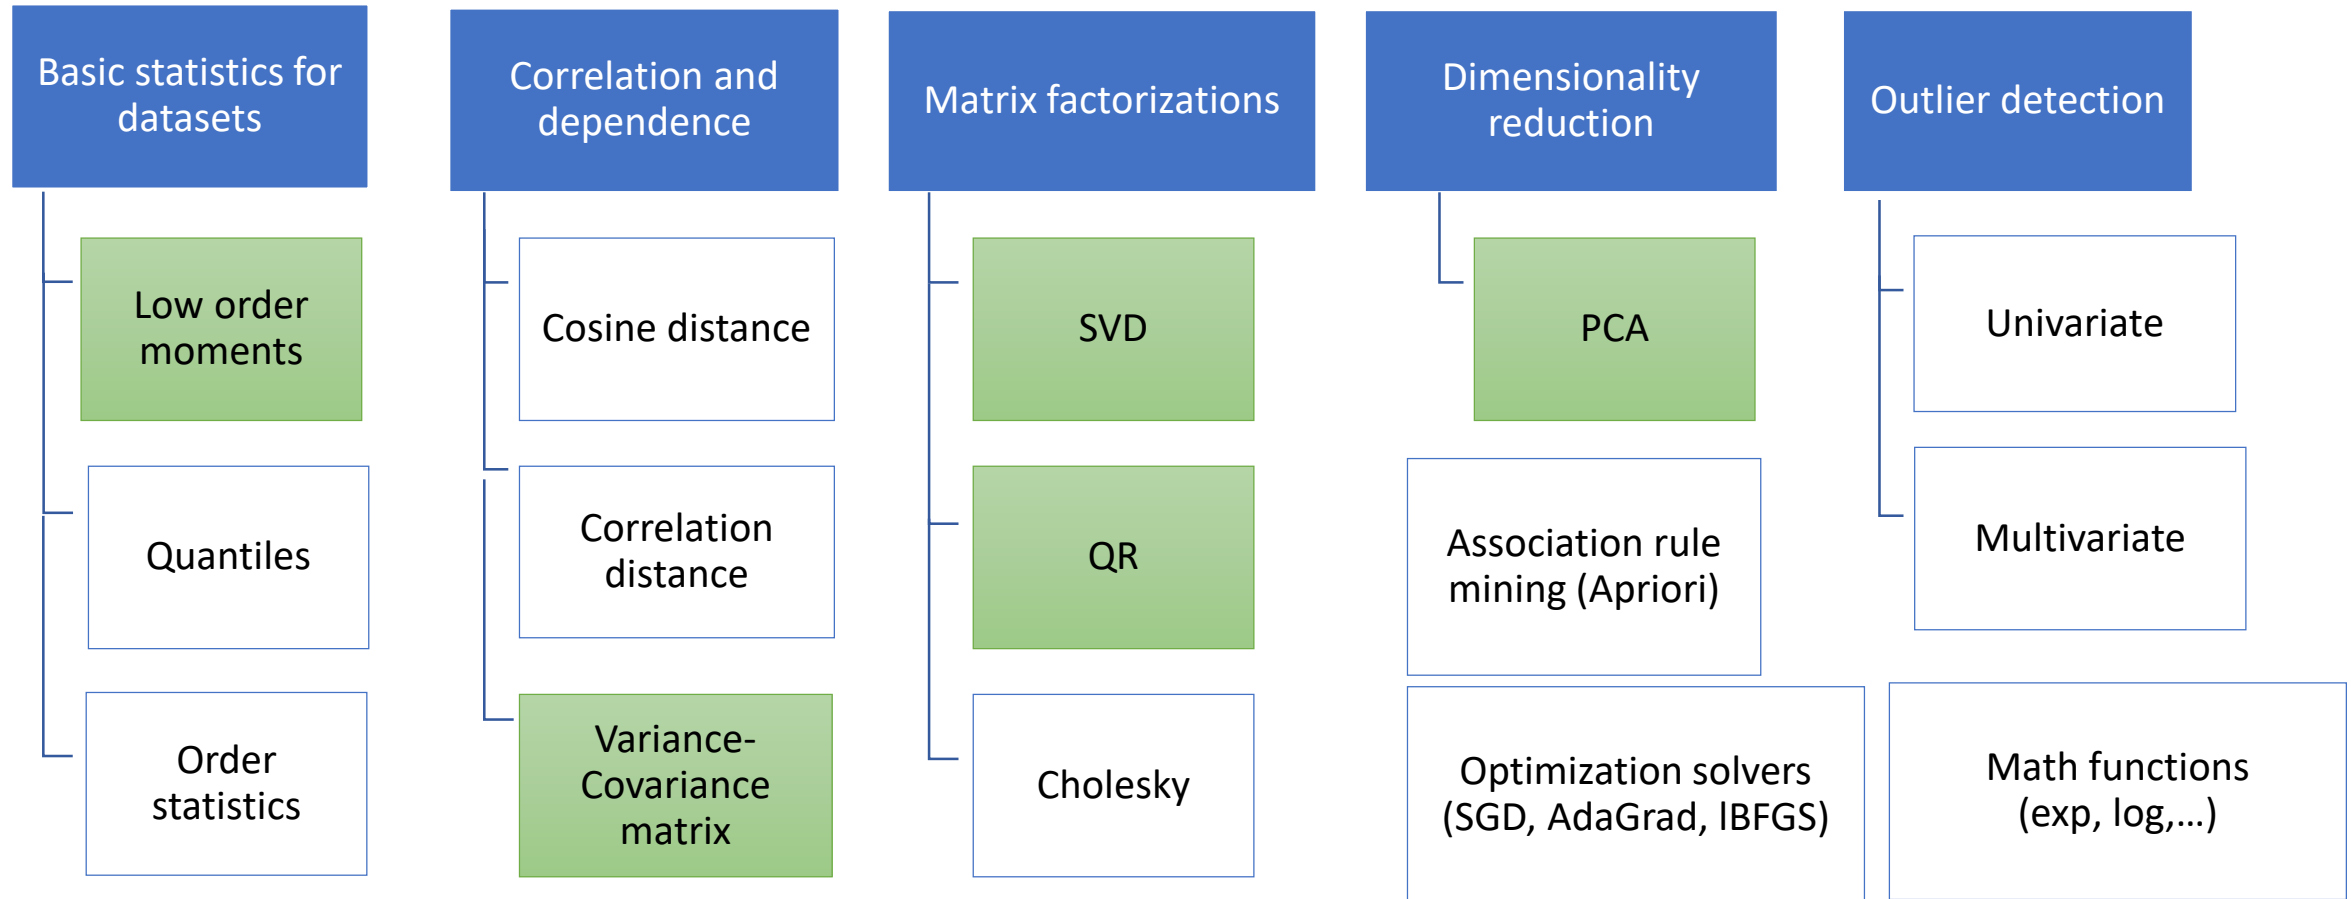 Basic statistics for
datasets
Correlation and
dependence
Matrix factorizations
Dimensionality
reduction
Outlier detection
Low order
moments
Cosine distance
SVD
PCA
Univariate
Quantiles
Correlation
distance
QR
Association rule
mining (Apriori)
Multivariate
Order
statistics
Variance-
Covariance
matrix
Cholesky
Optimization solvers
(SGD, AdaGrad, lBFGS)
Math functions
(exp, log,…)